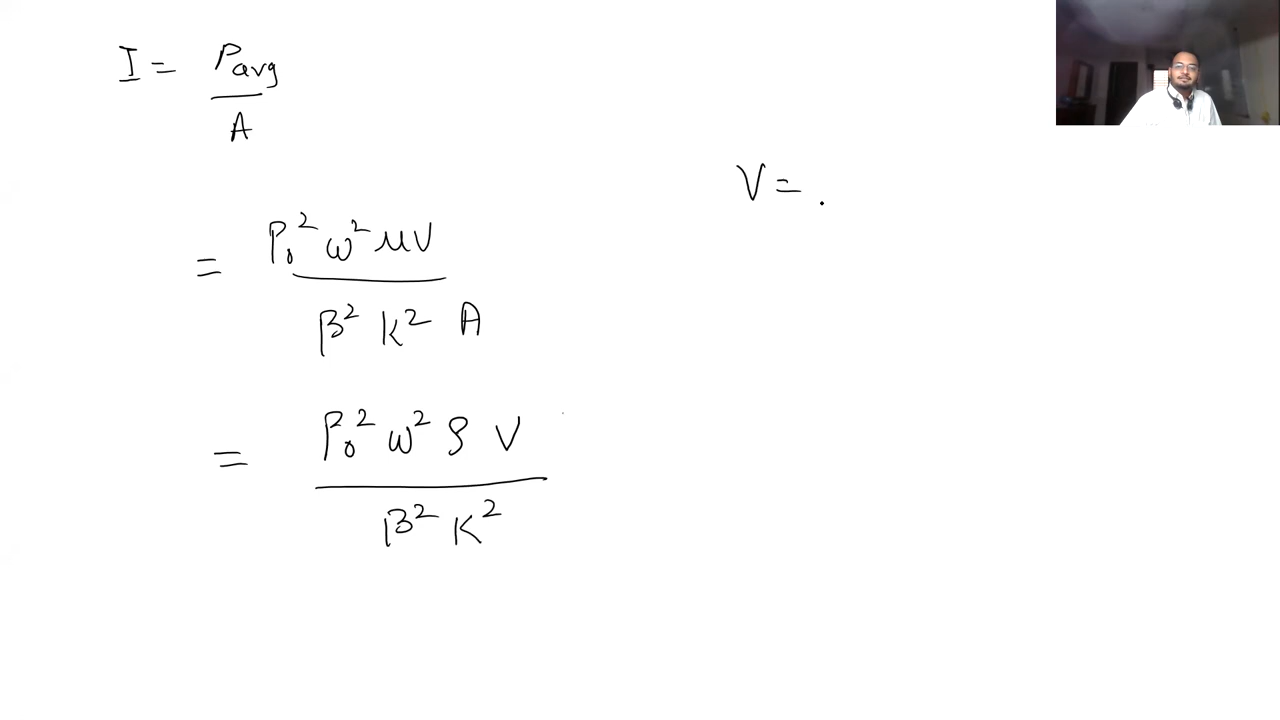 I = P_avg / A
V = .
= P₀² ω² μ V / β² K² A
= P₀² ω² ρ V / β² K²